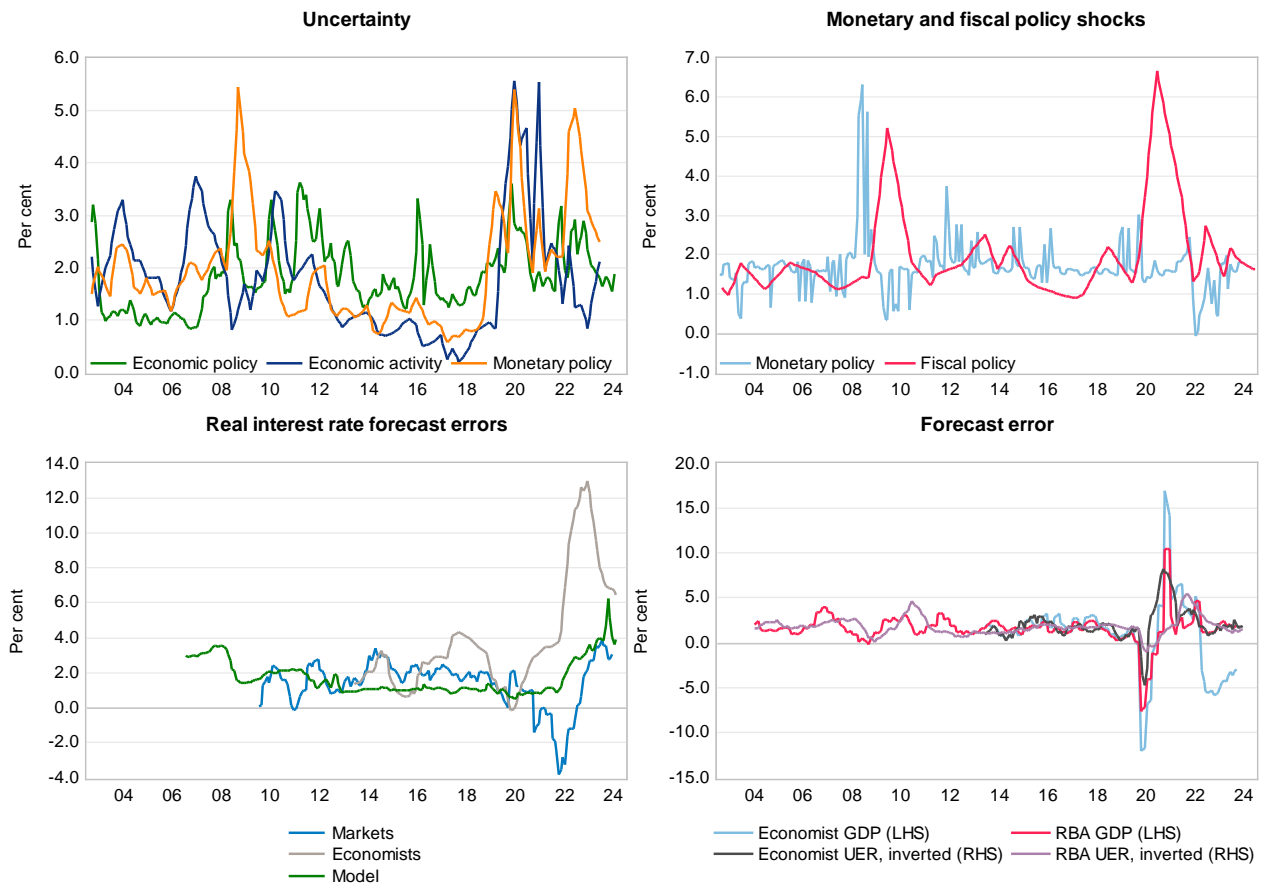 Uncertainty
6.0
5.0
4.0
3.0
2.0
1.0
0.0
Per cent
Economic policy Economic activity Monetary policy
04 06 08 10 12 14 16 18 20 22 24
Monetary and fiscal policy shocks
7.0
6.0
5.0
4.0
3.0
2.0
1.0
0.0
-1.0
Per cent
Monetary policy Fiscal policy
04 06 08 10 12 14 16 18 20 22 24
Real interest rate forecast errors
14.0
12.0
10.0
8.0
6.0
4.0
2.0
0.0
-2.0
-4.0
Per cent
04 06 08 10 12 14 16 18 20 22 24
Markets
Economists
Model
Forecast error
20.0
15.0
10.0
5.0
0.0
-5.0
-10.0
-15.0
Per cent
04 06 08 10 12 14 16 18 20 22 24
Economist GDP (LHS) RBA GDP (LHS)
Economist UER, inverted (RHS) RBA UER, inverted (RHS)